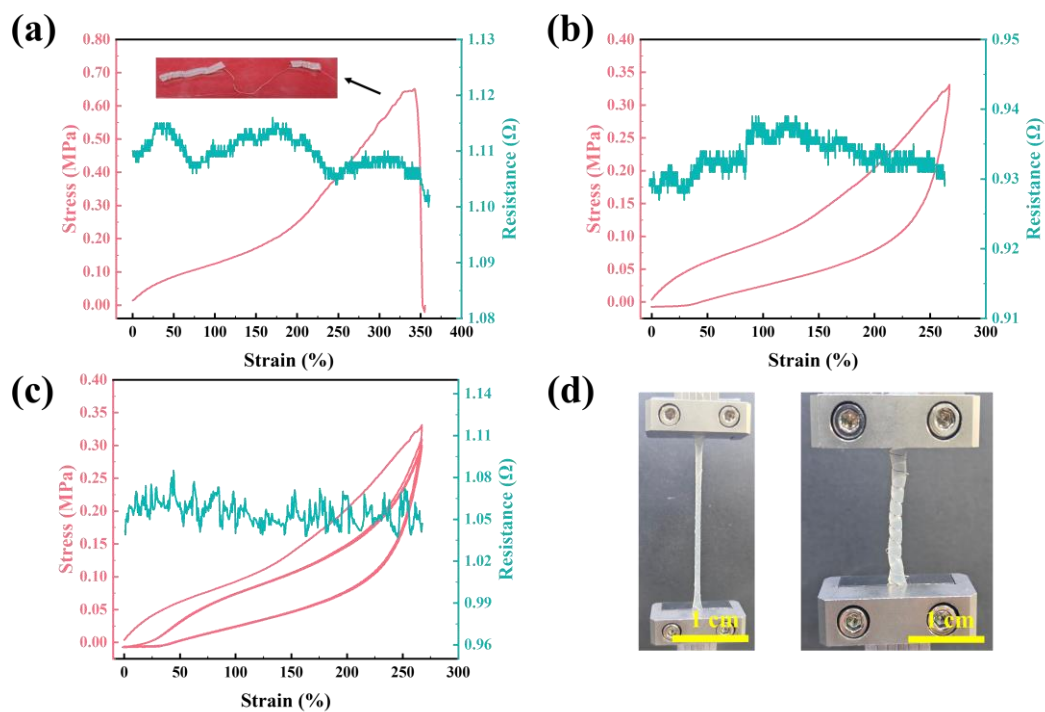 (a)
0.80
0.70
0.60
0.50
0.40
0.30
0.20
0.10
0.00
Stress (MPa)
1.13
1.12
1.11
1.10
1.09
1.08
Resistance (Ω)
0 50 100 150 200 250 300 350 400
Strain (%)
(b)
0.40
0.35
0.30
0.25
0.20
0.15
0.10
0.05
0.00
Stress (MPa)
0.95
0.94
0.93
0.92
0.91
Resistance (Ω)
0 50 100 150 200 250 300
Strain (%)
(c)
0.40
0.35
0.30
0.25
0.20
0.15
0.10
0.05
0.00
Stress (MPa)
1.14
1.11
1.08
1.05
1.02
0.99
0.96
Resistance (Ω)
0 50 100 150 200 250 300
Strain (%)
(d)
1 cm
1 cm